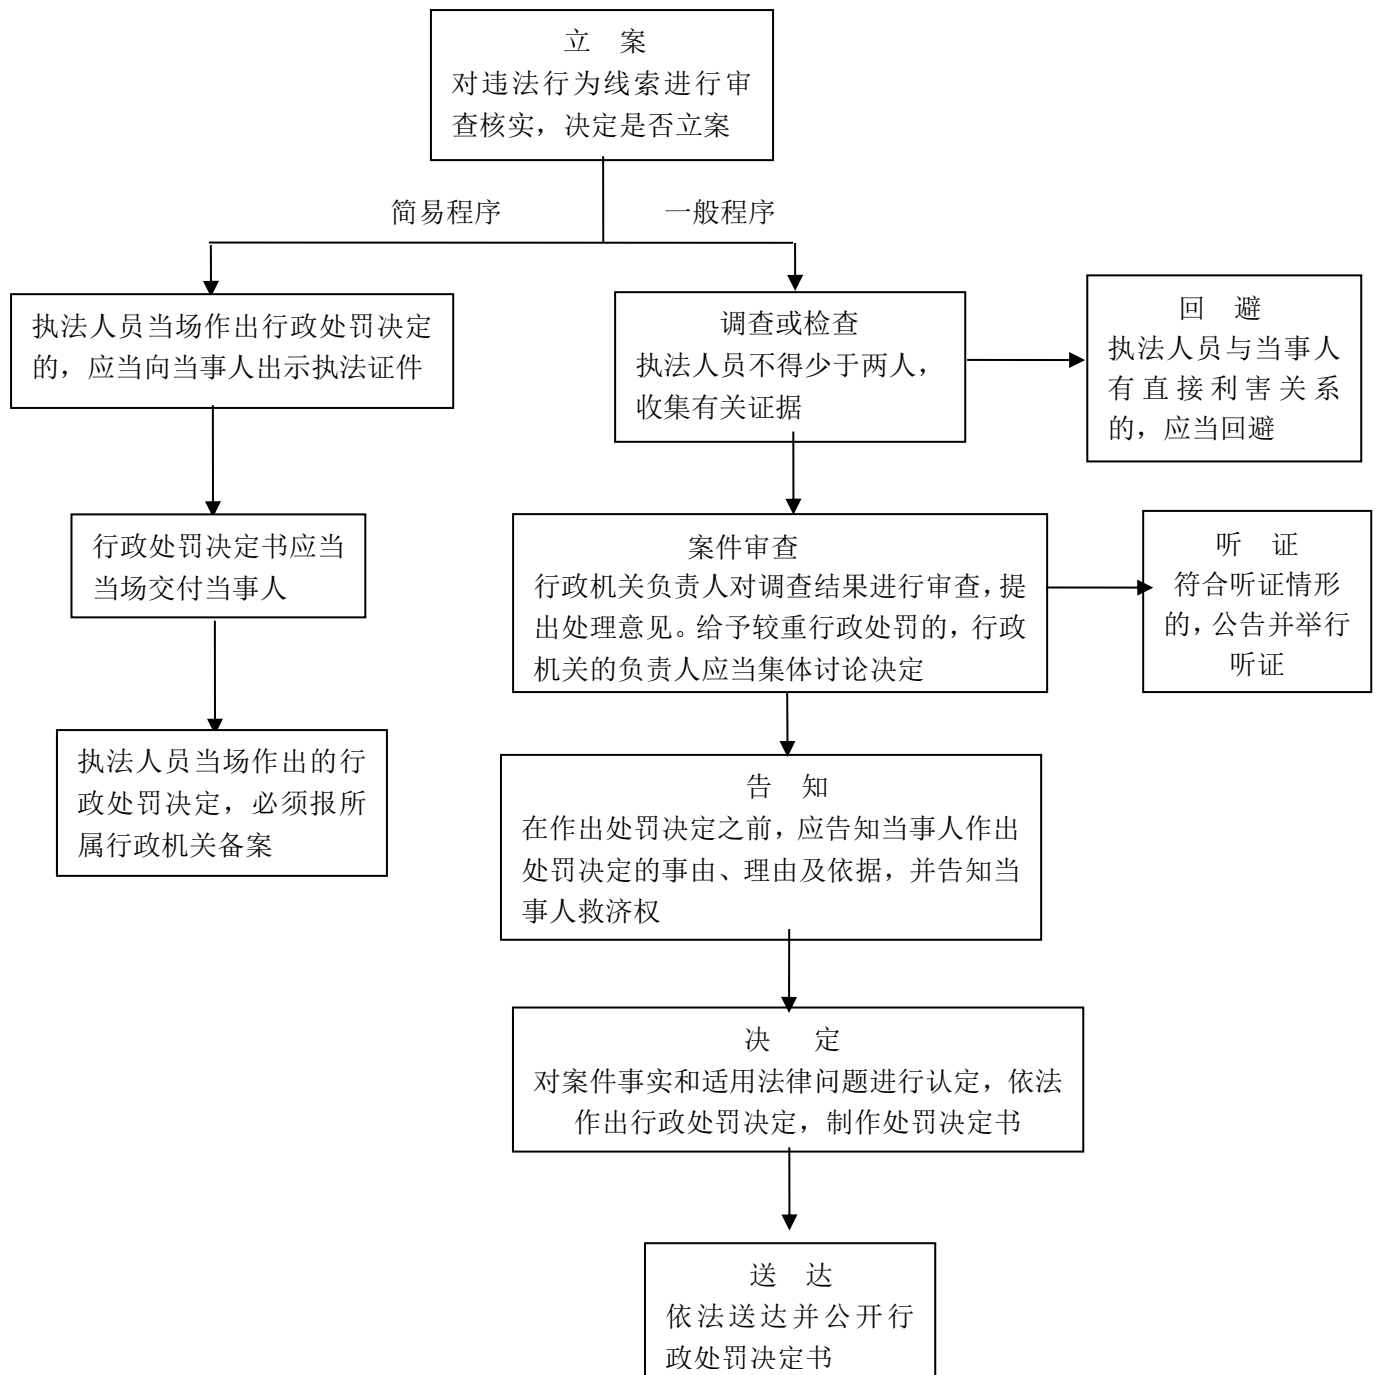 立 案
对违法行为线索进行审
查核实，决定是否立案
简易程序
一般程序
执法人员当场作出行政处罚决定
的，应当向当事人出示执法证件
调查或检查
执法人员不得少于两人，
收集有关证据
回 避
执法人员与当事人
有直接利害关系
的，应当回避
行政处罚决定书应当
当场交付当事人
案件审查
行政机关负责人对调查结果进行审查，提
出处理意见。给予较重行政处罚的，行政
机关的负责人应当集体讨论决定
听 证
符合听证情形
的，公告并举行
听证
执法人员当场作出的行
政处罚决定，必须报所
属行政机关备案
告 知
在作出处罚决定之前，应告知当事人作出
处罚决定的事由、理由及依据，并告知当
事人救济权
决 定
对案件事实和适用法律问题进行认定，依法
作出行政处罚决定，制作处罚决定书
送 达
依法送达并公开行
政处罚决定书